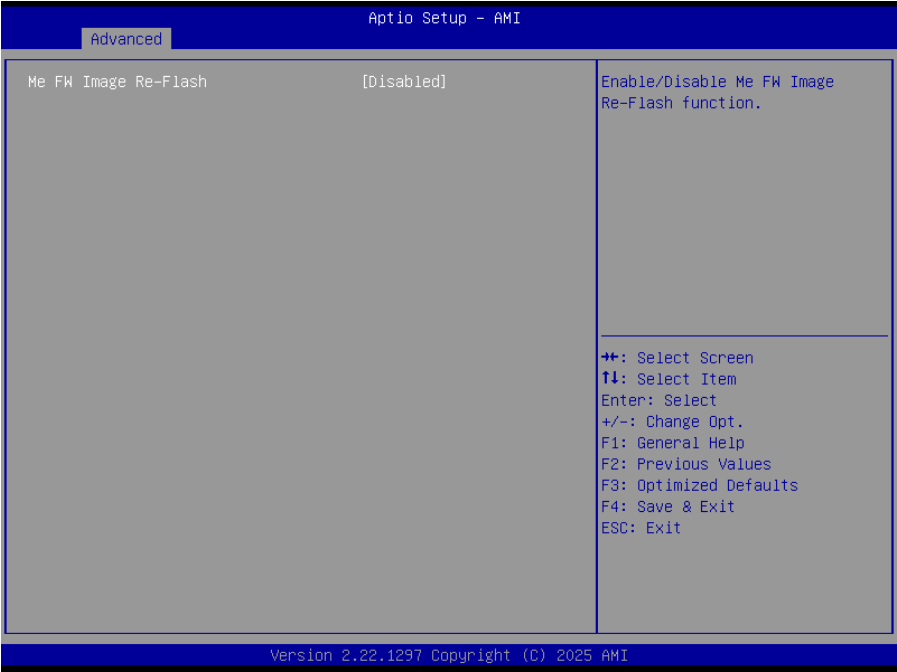 Aptio Setup – AMI
Advanced
Me FW Image Re-Flash [Disabled]
Enable/Disable Me FW Image
Re-Flash function.
→←: Select Screen
↑↓: Select Item
Enter: Select
+/-: Change Opt.
F1: General Help
F2: Previous Values
F3: Optimized Defaults
F4: Save & Exit
ESC: Exit
Version 2.22.1297 Copyright (C) 2025 AMI